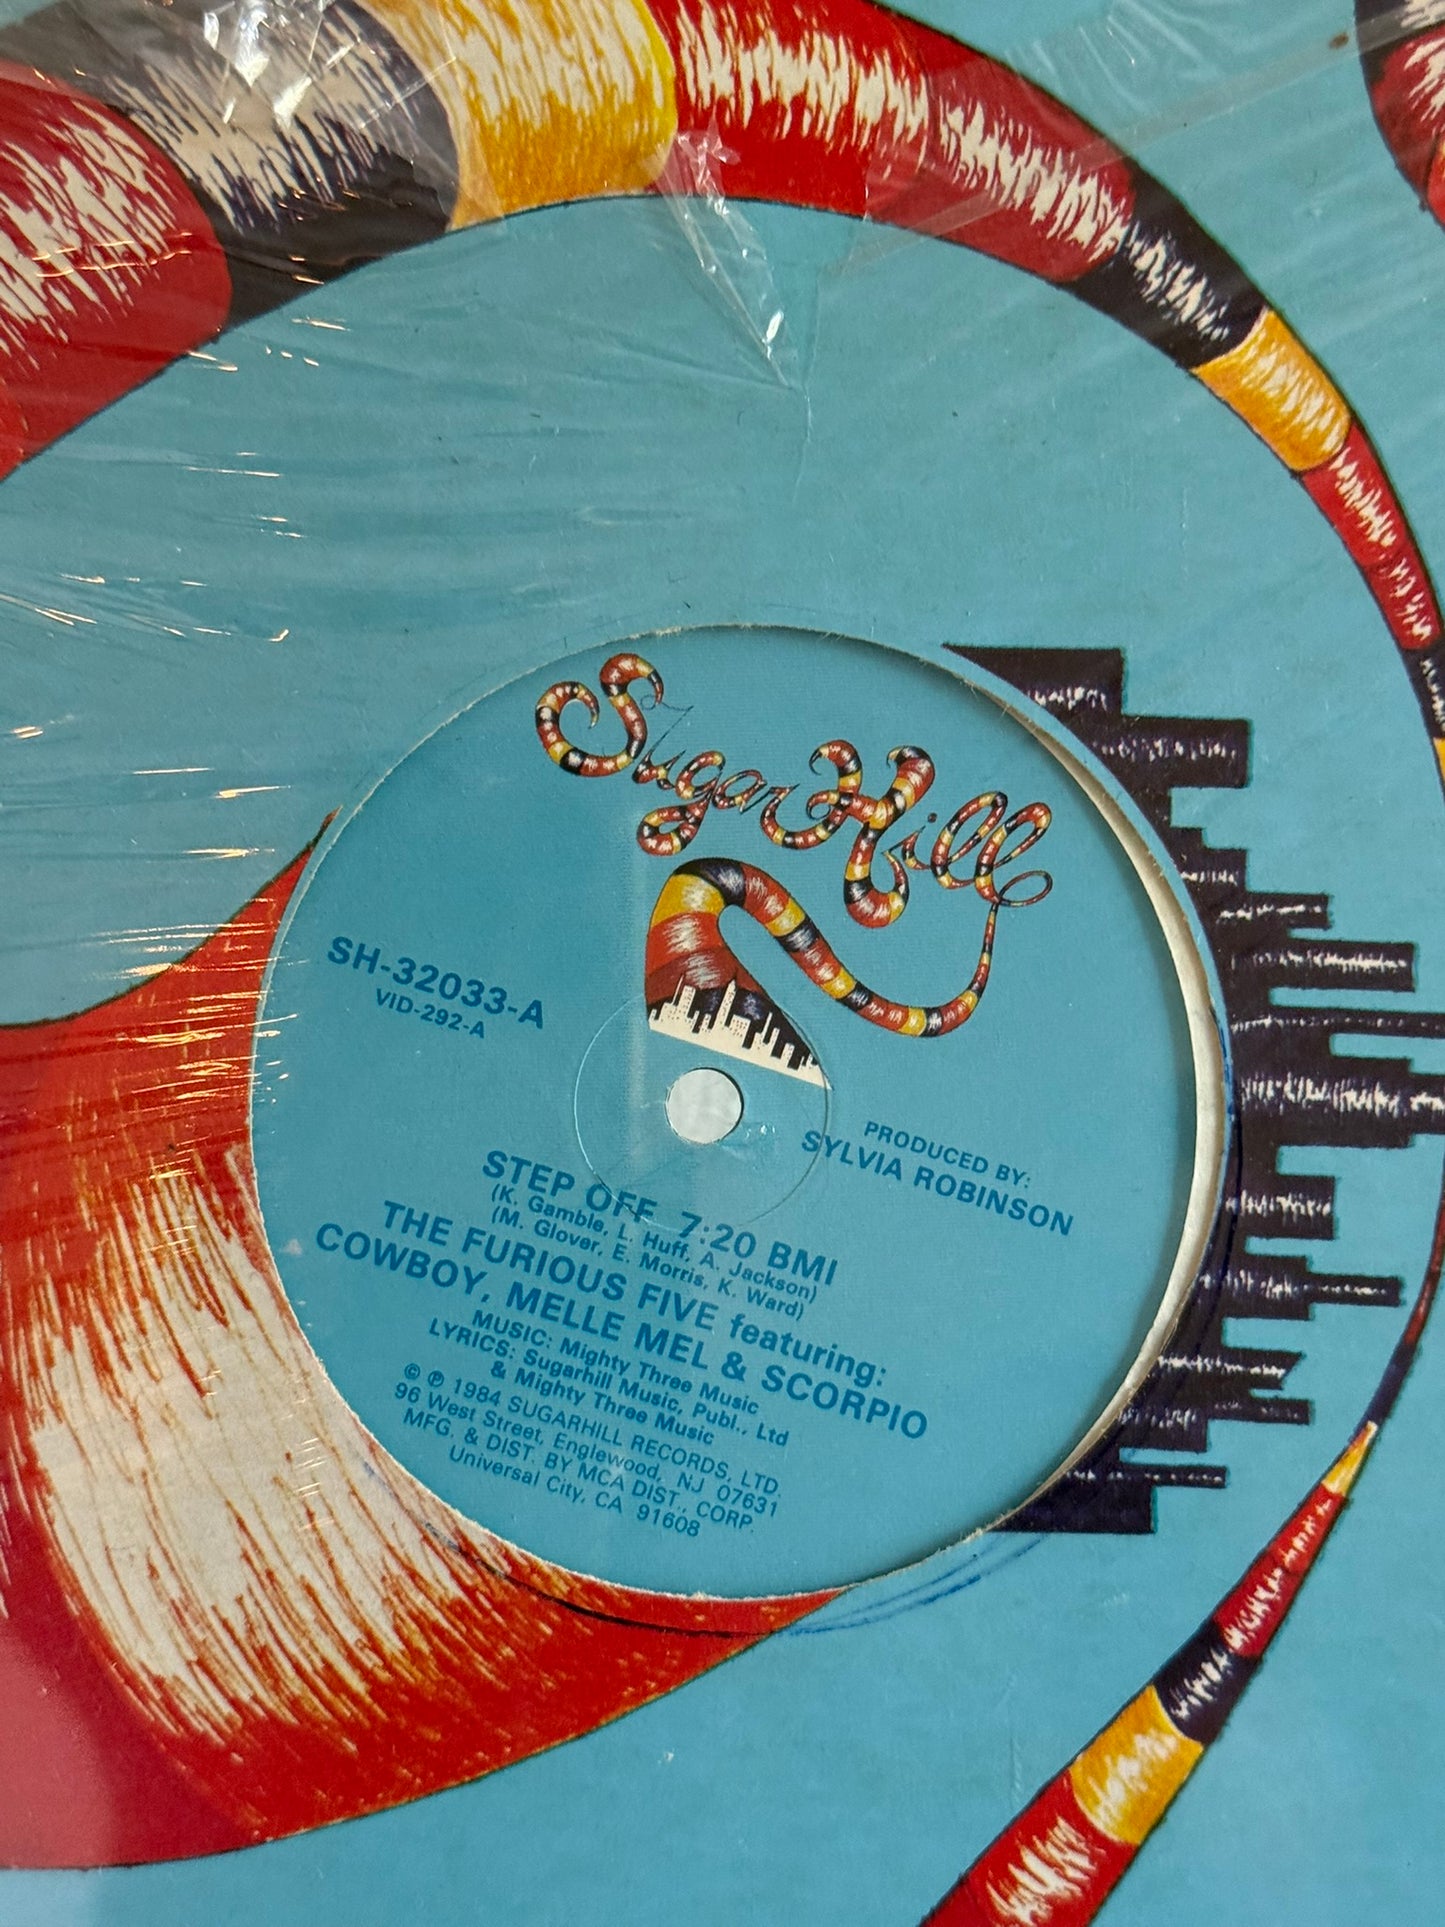 Sugar Hill
SH-32033-A
VID-292-A
PRODUCED BY:
SYLVIA ROBINSON
STEP OFF 7:20 BMI
(K. Gamble, L. Huff, A. Jackson)
(M. Glover, E. Morris, K. Ward)
THE FURIOUS FIVE featuring:
COWBOY, MELLE MEL & SCORPIO
MUSIC: Mighty Three Music
LYRICS: Sugarhill Music, Publ., Ltd
& Mighty Three Music
© ℗ 1984 SUGARHILL RECORDS, LTD.
96 West Street, Englewood, NJ 07631
MFG. & DIST. BY MCA DIST., CORP.
Universal City, CA 91608